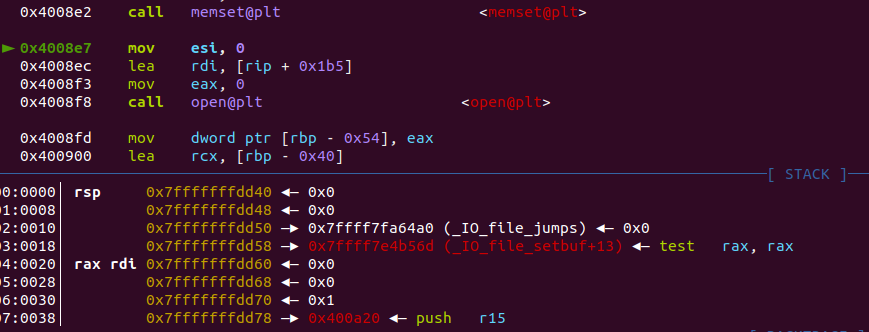 0x4008e2 call memset@plt <memset@plt>
► 0x4008e7 mov esi, 0
0x4008ec lea rdi, [rip + 0x1b5]
0x4008f3 mov eax, 0
0x4008f8 call open@plt <open@plt>
0x4008fd mov dword ptr [rbp - 0x54], eax
0x400900 lea rcx, [rbp - 0x40]
[ STACK ]
00:0000│ rsp 0x7fffffffdd40 ◂— 0x0
01:0008│ 0x7fffffffdd48 ◂— 0x0
02:0010│ 0x7fffffffdd50 —▸ 0x7ffff7fa64a0 (_IO_file_jumps) ◂— 0x0
03:0018│ 0x7fffffffdd58 —▸ 0x7ffff7e4b56d (_IO_file_setbuf+13) ◂— test rax, rax
04:0020│ rax rdi 0x7fffffffdd60 ◂— 0x0
05:0028│ 0x7fffffffdd68 ◂— 0x0
06:0030│ 0x7fffffffdd70 ◂— 0x1
07:0038│ 0x7fffffffdd78 —▸ 0x400a20 ◂— push r15